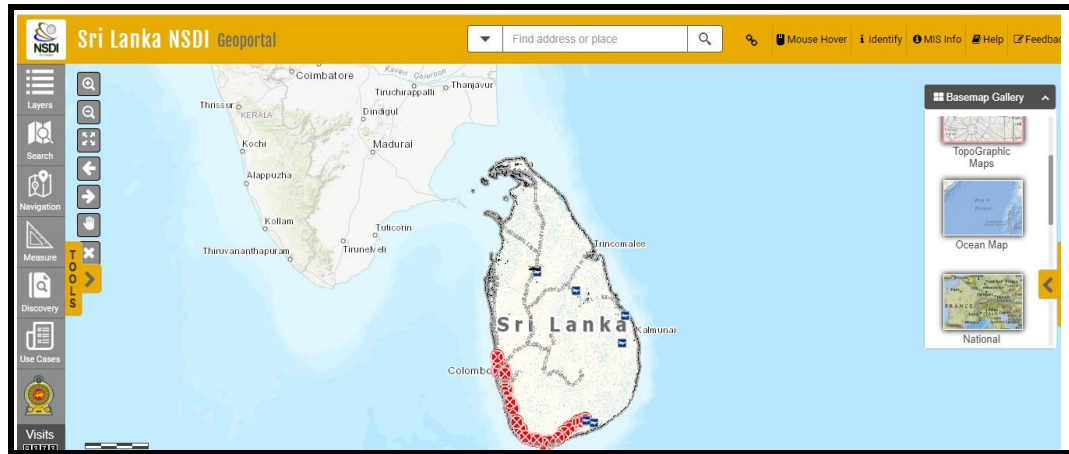 NSDI
Sri Lanka NSDI Geoportal
Find address or place
Mouse Hover
Identify
MIS Info
Help
Feedbac
Layers
Search
Navigation
Measure
Discovery
Use Cases
Visits
TOOLS
Coimbatore
Tiruchirappalli
Thanjavur
Thrissur
KERALA
Dindigul
Kochi
Madurai
Alappuzha
Kollam
Tuticorin
Thiruvananthapuram
Tirunelveli
Trincomalee
Sri Lanka
Kalmunai
Colombo
Basemap Gallery
TopoGraphic
Maps
Ocean Map
National